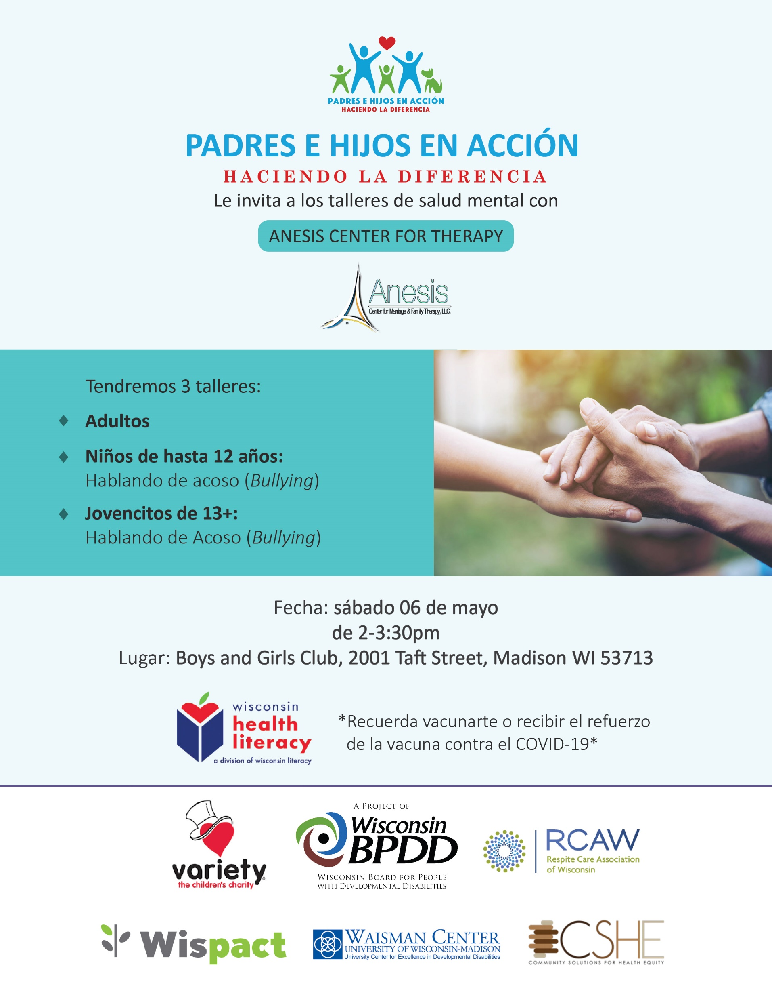 PADRES E HIJOS EN ACCIÓN
HACIENDO LA DIFERENCIA
PADRES E HIJOS EN ACCIÓN
HACIENDO LA DIFERENCIA
Le invita a los talleres de salud mental con
ANESIS CENTER FOR THERAPY
Anesis
Center for Marriage & Family Therapy, LLC.
TM
Tendremos 3 talleres:
♦ Adultos
♦ Niños de hasta 12 años:
Hablando de acoso (Bullying)
♦ Jovencitos de 13+:
Hablando de Acoso (Bullying)
Fecha: sábado 06 de mayo
de 2-3:30pm
Lugar: Boys and Girls Club, 2001 Taft Street, Madison WI 53713
wisconsin
health
literacy
a division of wisconsin literacy
*Recuerda vacunarte o recibir el refuerzo
de la vacuna contra el COVID-19*
variety®
the children's charity
A PROJECT OF
Wisconsin
BPDD
WISCONSIN BOARD FOR PEOPLE
WITH DEVELOPMENTAL DISABILITIES
RCAW
Respite Care Association
of Wisconsin
Wispact
WAISMAN CENTER
UNIVERSITY OF WISCONSIN-MADISON
University Center for Excellence in Developmental Disabilities
CSHE
COMMUNITY SOLUTIONS FOR HEALTH EQUITY